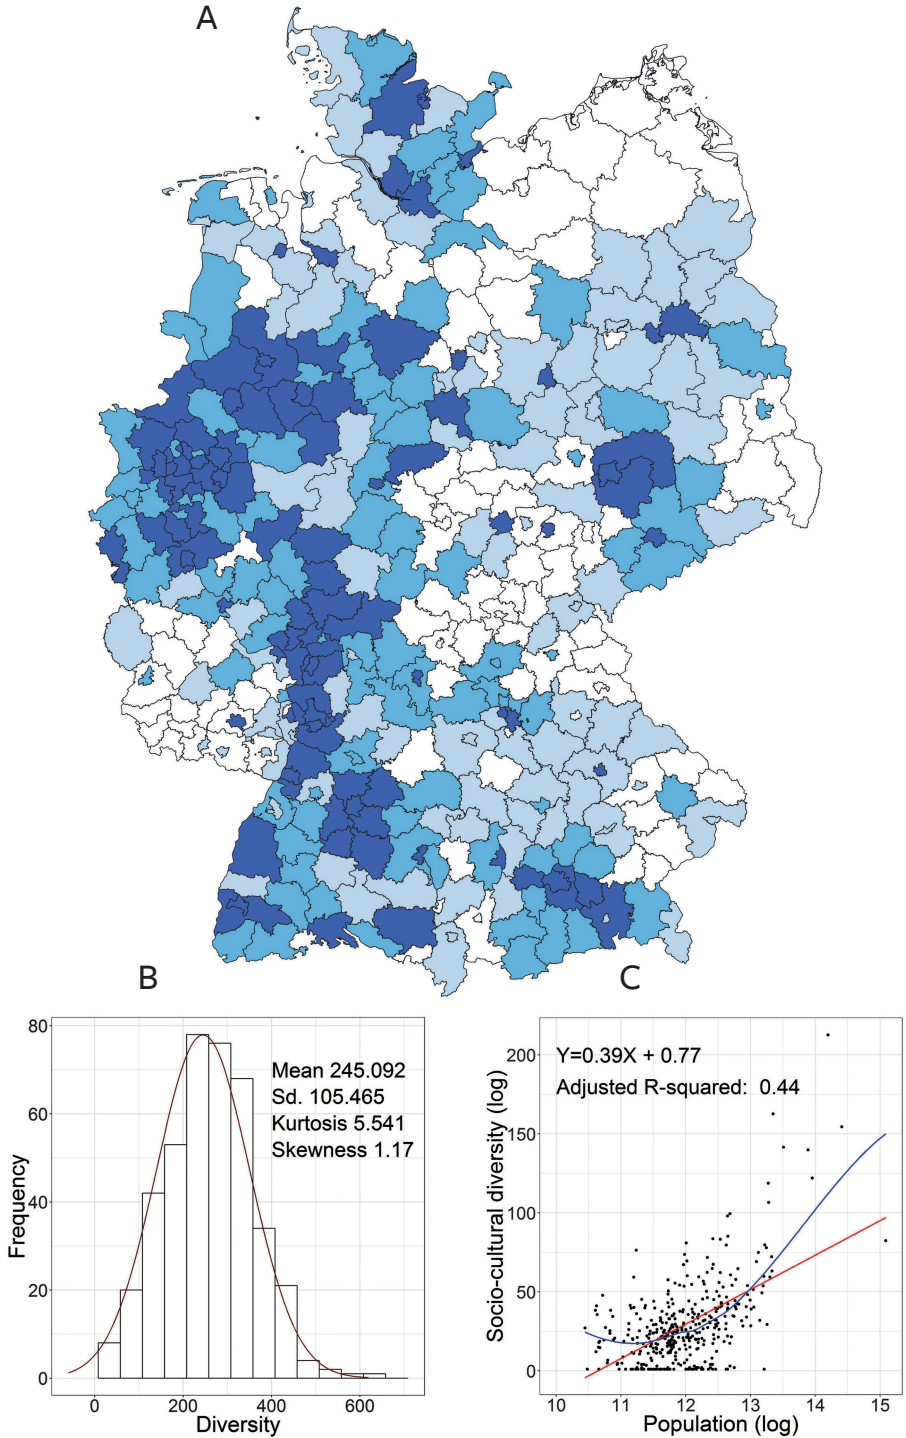 A
B
80
60
40
20
0
Frequency
Mean 245.092
Sd. 105.465
Kurtosis 5.541
Skewness 1.17
0 200 400 600
Diversity
C
200
150
100
50
0
Socio-cultural diversity (log)
Y=0.39X + 0.77
Adjusted R-squared: 0.44
10 11 12 13 14 15
Population (log)